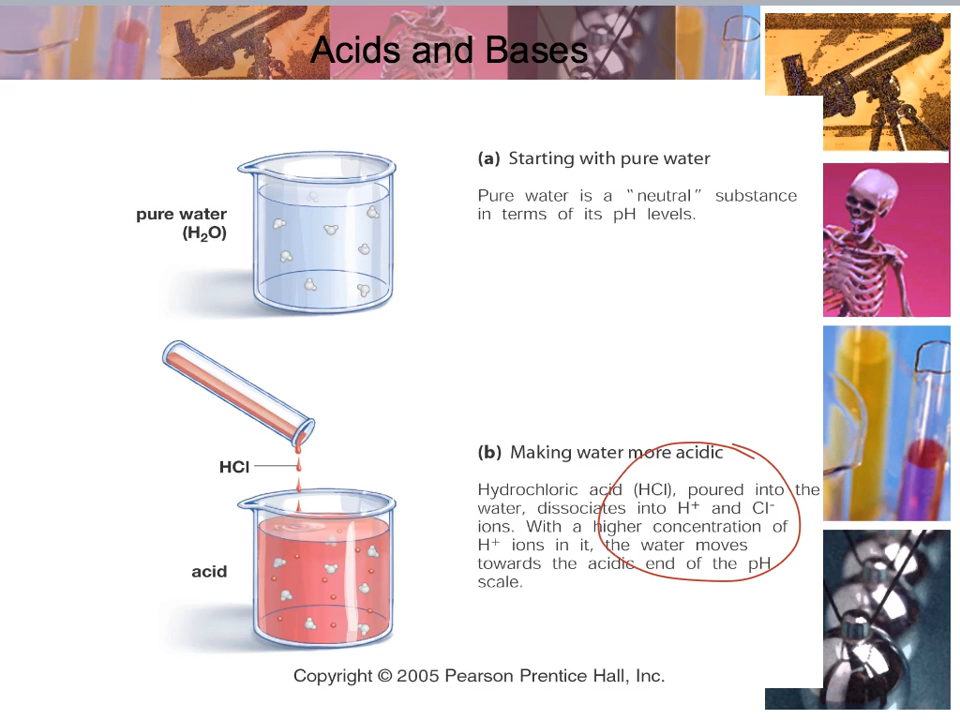 Acids and Bases
(a) Starting with pure water
Pure water is a “neutral” substance
in terms of its pH levels.
pure water
(H₂O)
HCl
acid
(b) Making water more acidic
Hydrochloric acid (HCl), poured into the
water, dissociates into H⁺ and Cl⁻
ions. With a higher concentration of
H⁺ ions in it, the water moves
towards the acidic end of the pH
scale.
Copyright © 2005 Pearson Prentice Hall, Inc.